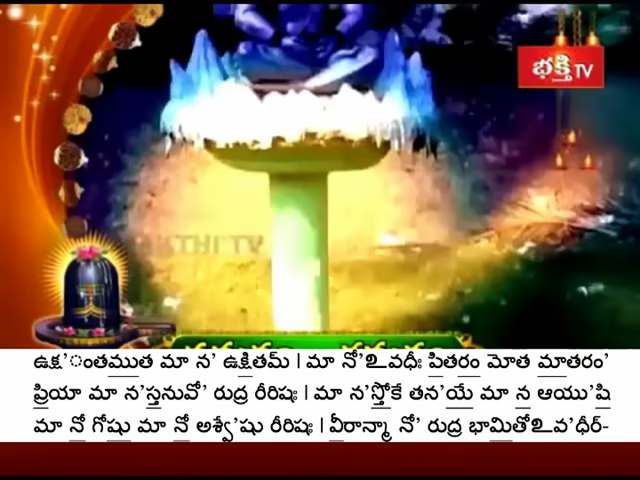 భక్తి TV
ఉక్ష'ంతముత మా న' ఉక్షితమ్ । మా నో'ఽవధీః పితరం మోత మాతరం'
ప్రియా మా న'స్తనువో' రుద్ర రీరిషః । మా న'స్తోకే తన'యే మా న ఆయు'షి
మా నో గోషు మా నో అశ్వే'షు రీరిషః । వీరాన్మా నో' రుద్ర భామితోఽవ'ధీర్-